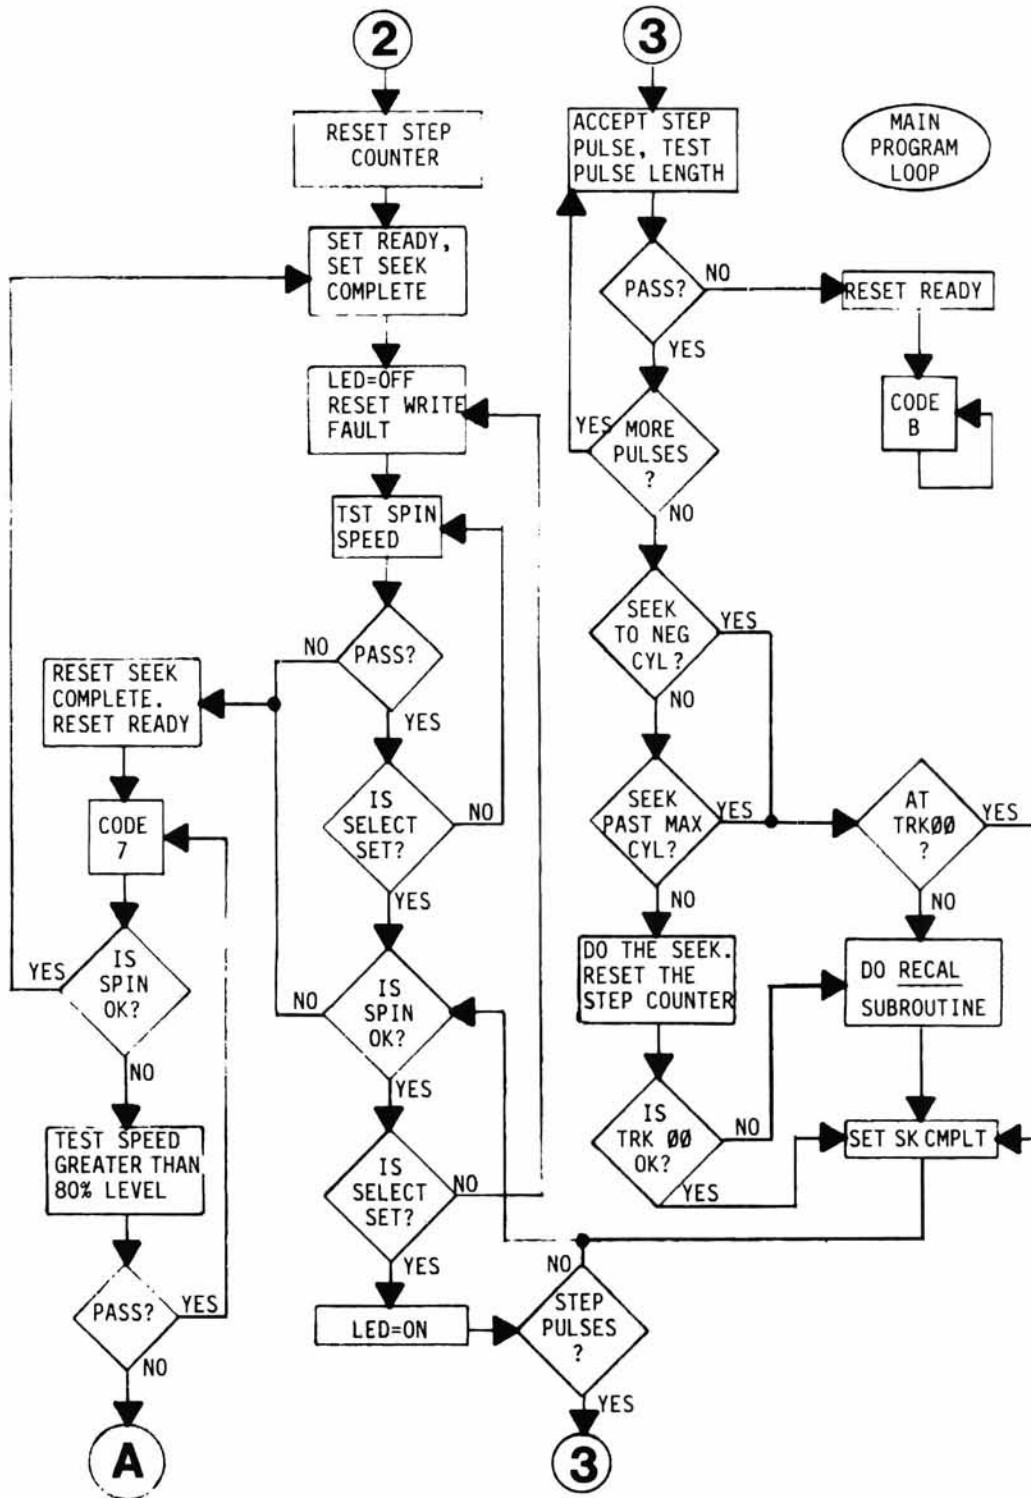 2
RESET STEP
COUNTER
SET READY,
SET SEEK
COMPLETE
LED=OFF
RESET WRITE
FAULT
TST SPIN
SPEED
PASS?
NO
YES
RESET SEEK
COMPLETE.
RESET READY
CODE
7
IS
SELECT
SET?
NO
YES
IS
SPIN
OK?
YES
NO
IS
SPIN
OK?
NO
YES
TEST SPEED
GREATER THAN
80% LEVEL
IS
SELECT
SET?
NO
YES
PASS?
YES
NO
A
LED=ON
STEP
PULSES
?
NO
YES
3
3
ACCEPT STEP
PULSE, TEST
PULSE LENGTH
MAIN
PROGRAM
LOOP
PASS?
NO
YES
RESET READY
CODE
B
MORE
PULSES
?
YES
NO
SEEK
TO NEG
CYL?
YES
NO
SEEK
PAST MAX
CYL?
YES
NO
AT
TRK00
?
YES
NO
DO THE SEEK.
RESET THE
STEP COUNTER
DO RECAL
SUBROUTINE
IS
TRK 00
OK?
NO
YES
SET SK CMPLT